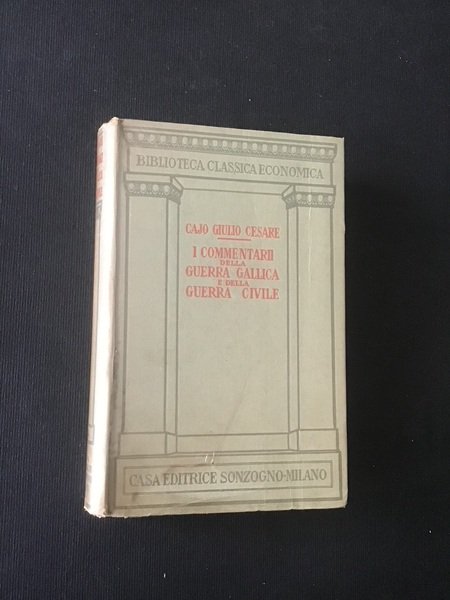 BIBLIOTECA CLASSICA ECONOMICA
CAJO GIULIO CESARE
I COMMENTARII
DELLA
GUERRA GALLICA
E DELLA
GUERRA CIVILE
CASA EDITRICE SONZOGNO-MILANO